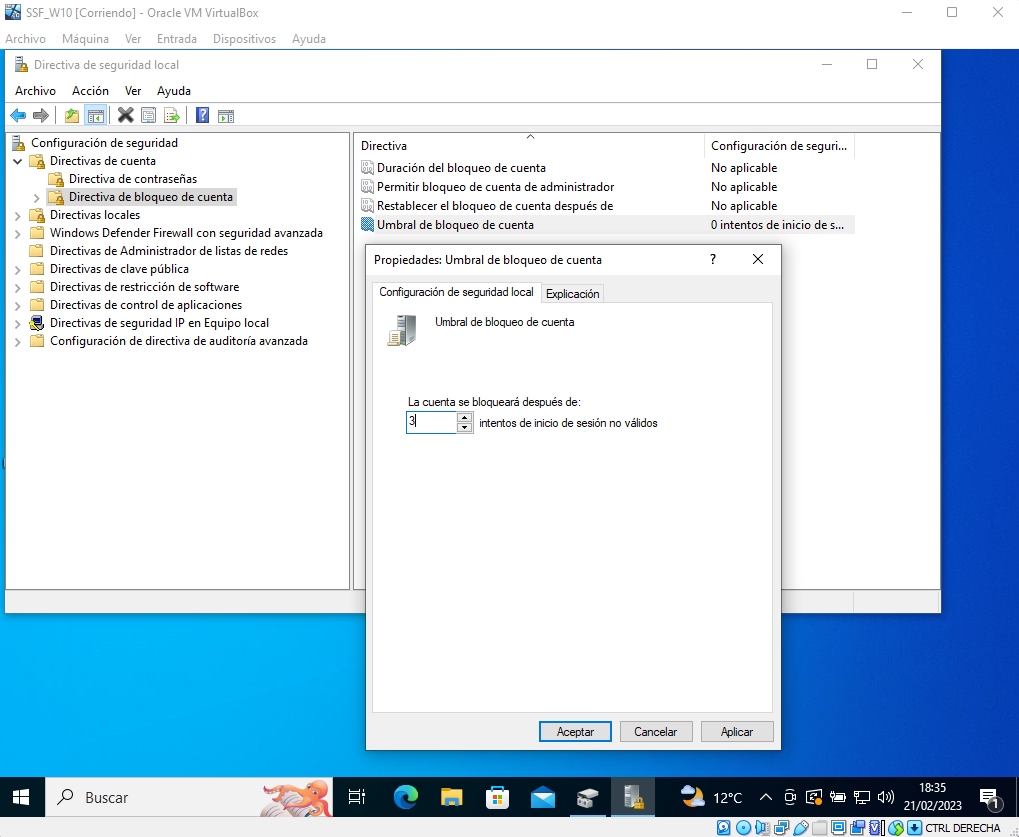 SSF_W10 [Corriendo] - Oracle VM VirtualBox
Archivo Máquina Ver Entrada Dispositivos Ayuda
Directiva de seguridad local
Archivo Acción Ver Ayuda
Configuración de seguridad
Directivas de cuenta
Directiva de contraseñas
Directiva de bloqueo de cuenta
Directivas locales
Windows Defender Firewall con seguridad avanzada
Directivas de Administrador de listas de redes
Directivas de clave pública
Directivas de restricción de software
Directivas de control de aplicaciones
Directivas de seguridad IP en Equipo local
Configuración de directiva de auditoría avanzada
Directiva Configuración de seguri...
Duración del bloqueo de cuenta No aplicable
Permitir bloqueo de cuenta de administrador No aplicable
Restablecer el bloqueo de cuenta después de No aplicable
Umbral de bloqueo de cuenta 0 intentos de inicio de s...
Propiedades: Umbral de bloqueo de cuenta ?
Configuración de seguridad local Explicación
Umbral de bloqueo de cuenta
La cuenta se bloqueará después de:
3 intentos de inicio de sesión no válidos
Aceptar Cancelar Aplicar
Buscar 12°C 18:35
21/02/2023 1
CTRL DERECHA